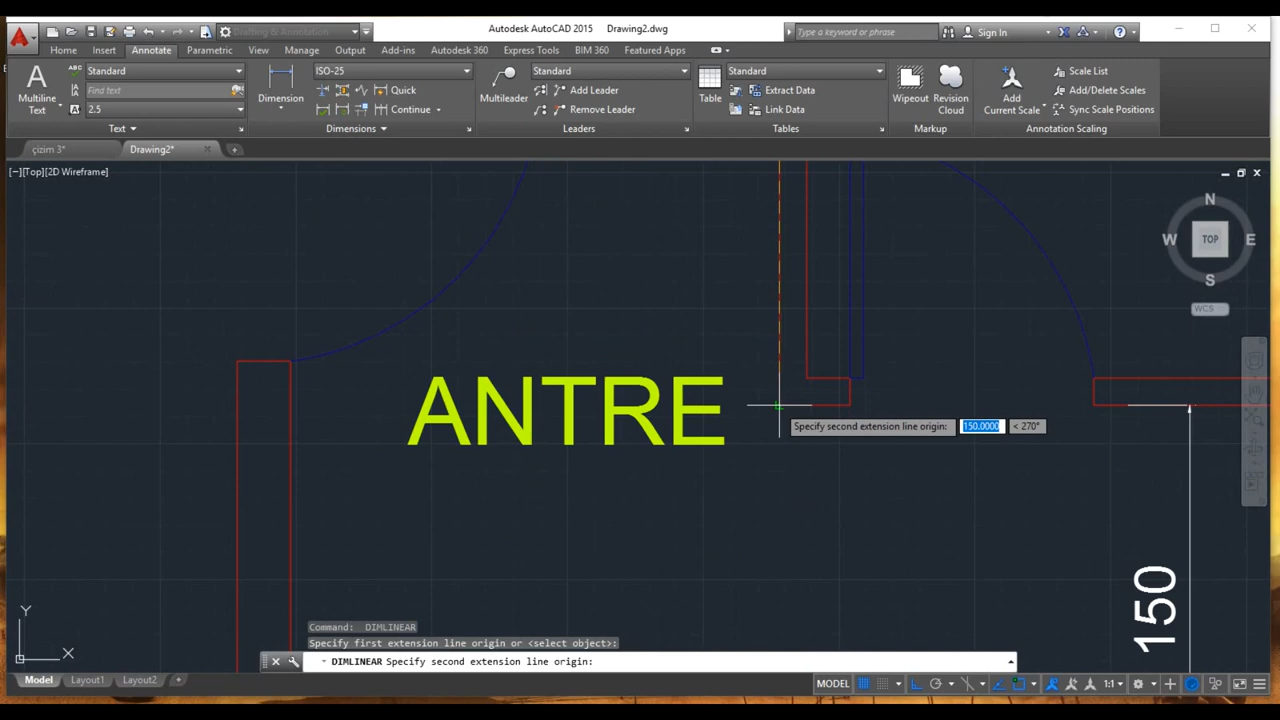 Drafting & Annotation
Autodesk AutoCAD 2015 Drawing2.dwg
Type a keyword or phrase
Sign In
Home Insert Annotate Parametric View Manage Output Add-ins Autodesk 360 Express Tools BIM 360 Featured Apps
A
Multiline
Text
ABC
Standard
Find text
2.5
Text
Dimension
ISO-25
Quick
Continue
Dimensions
Multileader
Standard
Add Leader
Remove Leader
Leaders
Table
Standard
Extract Data
Link Data
Tables
Wipeout
Revision
Cloud
Markup
Add
Current Scale
Scale List
Add/Delete Scales
Sync Scale Positions
Annotation Scaling
çizim 3* Drawing2*
[−][Top][2D Wireframe]
N
W TOP E
S
WCS
ANTRE
Specify second extension line origin: 150.0000 < 270°
150
Y
X
Command: DIMLINEAR
Specify first extension line origin or <select object>:
DIMLINEAR Specify second extension line origin:
Model Layout1 Layout2 +
MODEL 1:1